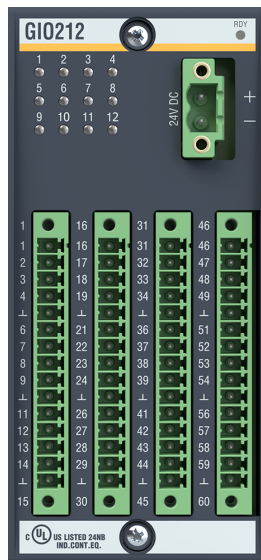 GIO212
RDY
1 2 3 4
5 6 7 8
9 10 11 12
24V DC
+
−
1 16 31 46
1 16 31 46
2 17 32 47
3 18 33 48
4 19 34 49
⊥ ⊥ ⊥ ⊥
6 21 36 51
7 22 37 52
8 23 38 53
9 24 39 54
⊥ ⊥ ⊥ ⊥
11 26 41 56
12 27 42 57
13 28 43 58
14 29 44 59
⊥ ⊥ ⊥ ⊥
15 30 45 60
C UL US LISTED 24NB
IND.CONT.EQ.